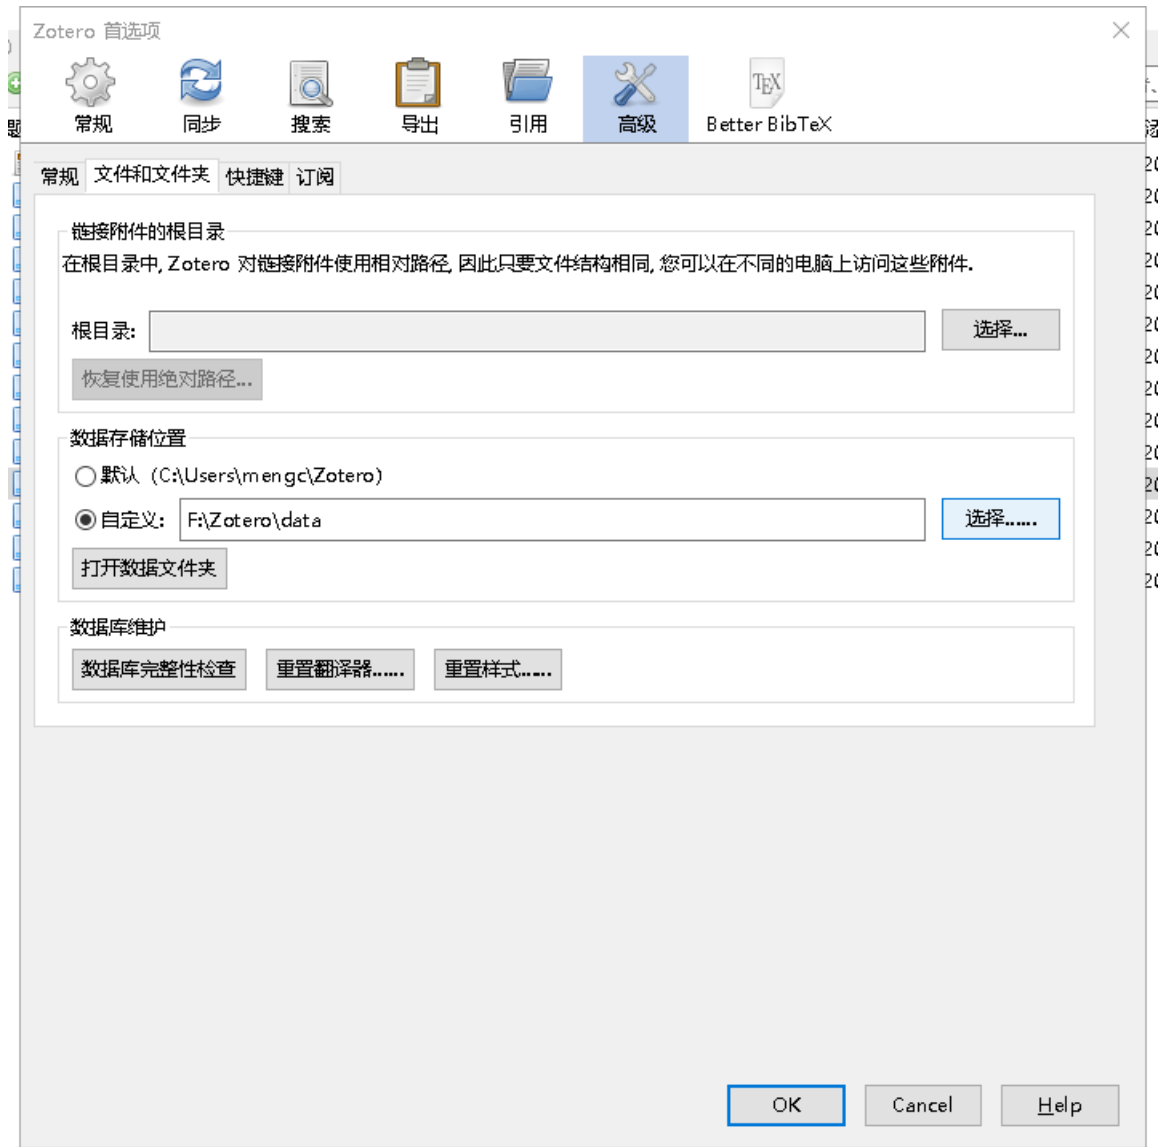 Zotero 首选项
常规 同步 搜索 导出 引用 高级 Better BibTeX
常规 文件和文件夹 快捷键 订阅
链接附件的根目录
在根目录中, Zotero 对链接附件使用相对路径, 因此只要文件结构相同, 您可以在不同的电脑上访问这些附件.
根目录: 选择...
恢复使用绝对路径...
数据存储位置
默认 (C:\Users\mengc\Zotero)
自定义: F:\Zotero\data 选择......
打开数据文件夹
数据库维护
数据库完整性检查 重置翻译器...... 重置样式......
OK Cancel Help